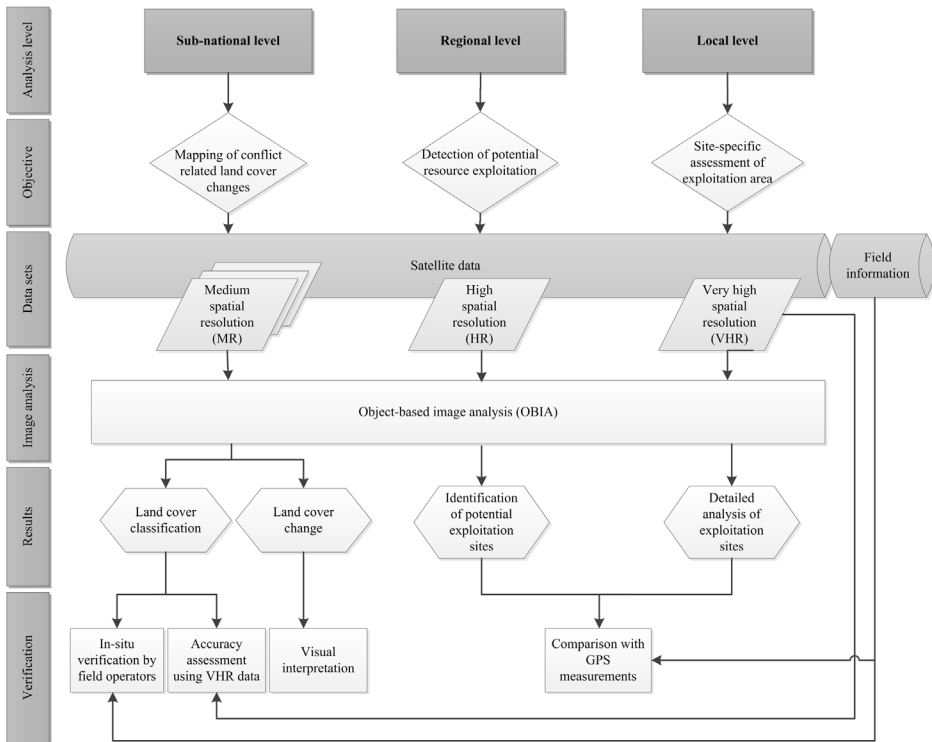 Analysis level
Sub-national level
Regional level
Local level
Objective
Mapping of conflict
related land cover
changes
Detection of potential
resource exploitation
Site-specific
assessment of
exploitation area
Data sets
Satellite data
Field
information
Medium
spatial
resolution
(MR)
High
spatial
resolution
(HR)
Very high
spatial
resolution
(VHR)
Image analysis
Object-based image analysis (OBIA)
Results
Land cover
classification
Land cover
change
Identification
of potential
exploitation
sites
Detailed
analysis of
exploitation
sites
Verification
In-situ
verification by
field operators
Accuracy
assessment
using VHR data
Visual
interpretation
Comparison with
GPS
measurements